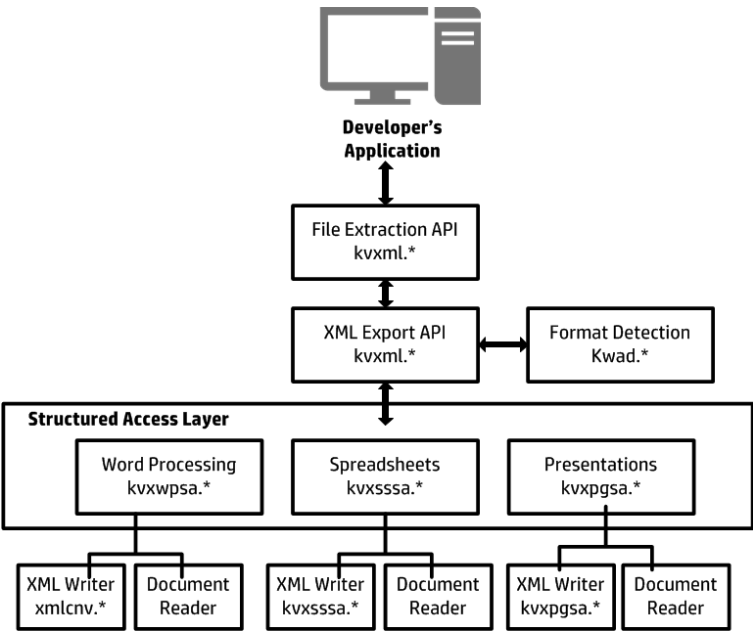 Developer's
Application
File Extraction API
kvxml.*
XML Export API
kvxml.*
Format Detection
Kwad.*
Structured Access Layer
Word Processing
kvxwpsa.*
Spreadsheets
kvxsssa.*
Presentations
kvxpgsa.*
XML Writer
xmlcnv.*
Document
Reader
XML Writer
kvxsssa.*
Document
Reader
XML Writer
kvxpgsa.*
Document
Reader